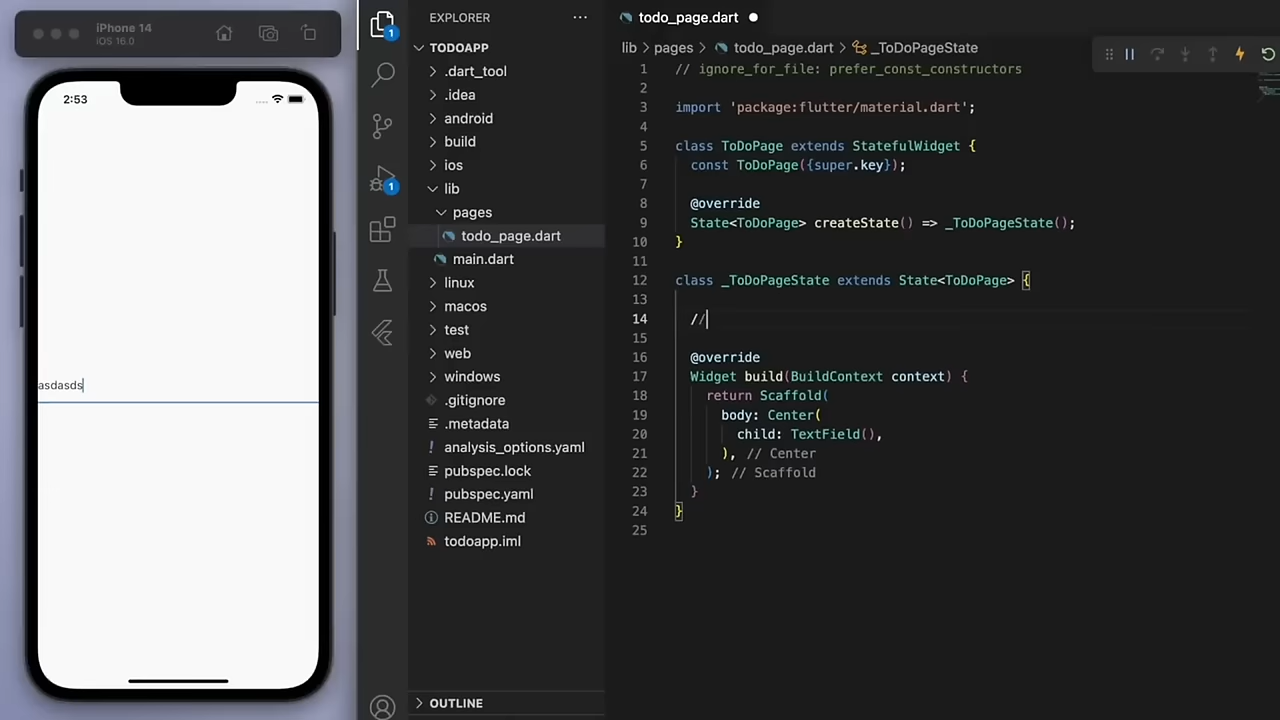 iPhone 14
iOS 16.0
2:53
asdasds
EXPLORER
TODOAPP
.dart_tool
.idea
android
build
ios
lib
pages
todo_page.dart
main.dart
linux
macos
test
web
windows
.gitignore
.metadata
analysis_options.yaml
pubspec.lock
pubspec.yaml
README.md
todoapp.iml
OUTLINE
1
1
todo_page.dart
lib > pages > todo_page.dart > _ToDoPageState
1 // ignore_for_file: prefer_const_constructors
2
3 import 'package:flutter/material.dart';
4
5 class ToDoPage extends StatefulWidget {
6 const ToDoPage({super.key});
7
8 @override
9 State<ToDoPage> createState() => _ToDoPageState();
10 }
11
12 class _ToDoPageState extends State<ToDoPage> {
13
14 //
15
16 @override
17 Widget build(BuildContext context) {
18 return Scaffold(
19 body: Center(
20 child: TextField(),
21 ), // Center
22 ); // Scaffold
23 }
24 }
25